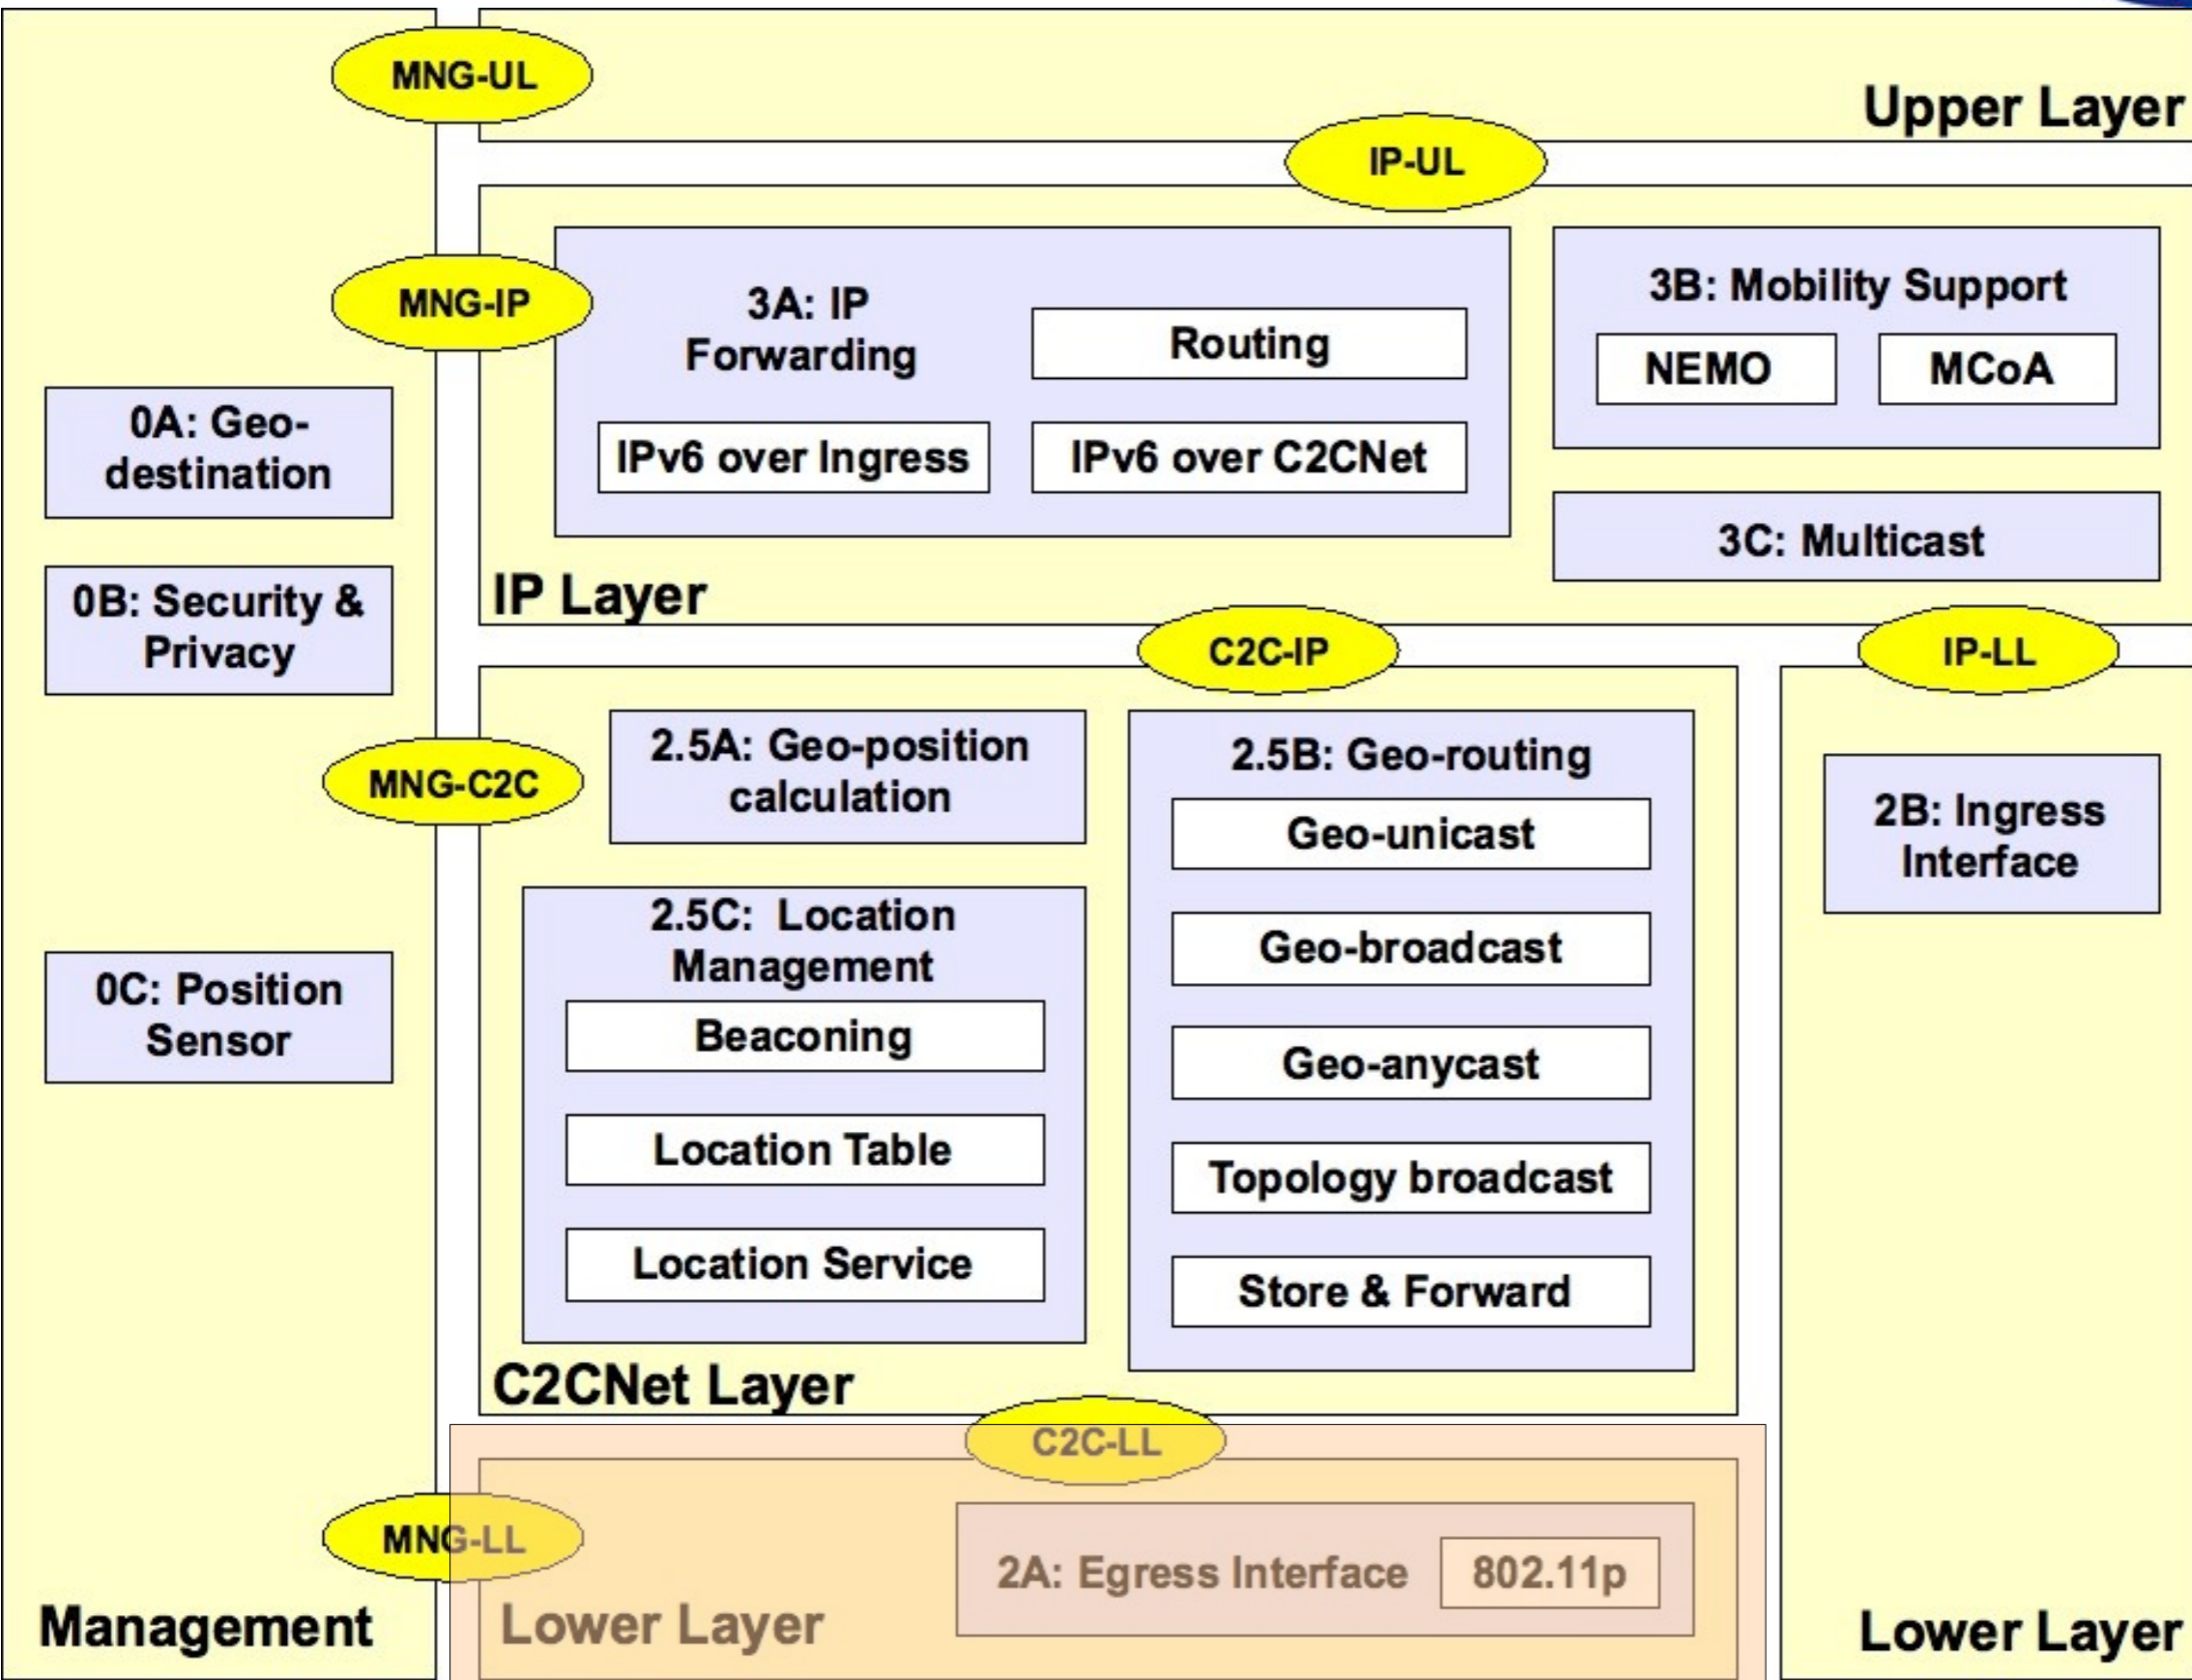 MNG-UL
Upper Layer
IP-UL
MNG-IP
3A: IP
Forwarding
Routing
IPv6 over Ingress
IPv6 over C2CNet
3B: Mobility Support
NEMO
MCoA
3C: Multicast
IP Layer
0A: Geo-
destination
0B: Security &
Privacy
C2C-IP
IP-LL
MNG-C2C
2.5A: Geo-position
calculation
2.5B: Geo-routing
Geo-unicast
Geo-broadcast
Geo-anycast
Topology broadcast
Store & Forward
2.5C: Location
Management
Beaconing
Location Table
Location Service
2B: Ingress
Interface
0C: Position
Sensor
C2CNet Layer
C2C-LL
MNG-LL
2A: Egress Interface
802.11p
Management
Lower Layer
Lower Layer